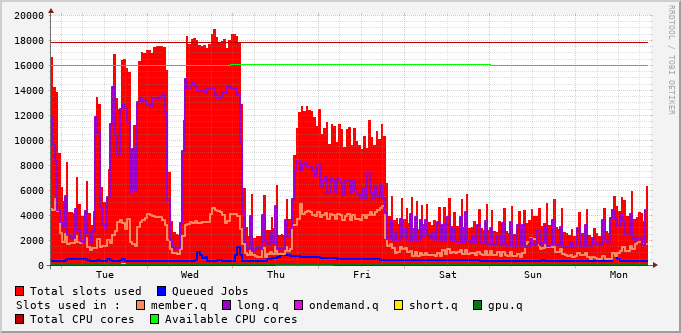 20000
18000
16000
14000
12000
10000
8000
6000
4000
2000
0
Tue Wed Thu Fri Sat Sun Mon
RRDTOOL / TOBI OETIKER
Total slots used Queued Jobs
Slots used in : member.q long.q ondemand.q short.q gpu.q
Total CPU cores Available CPU cores